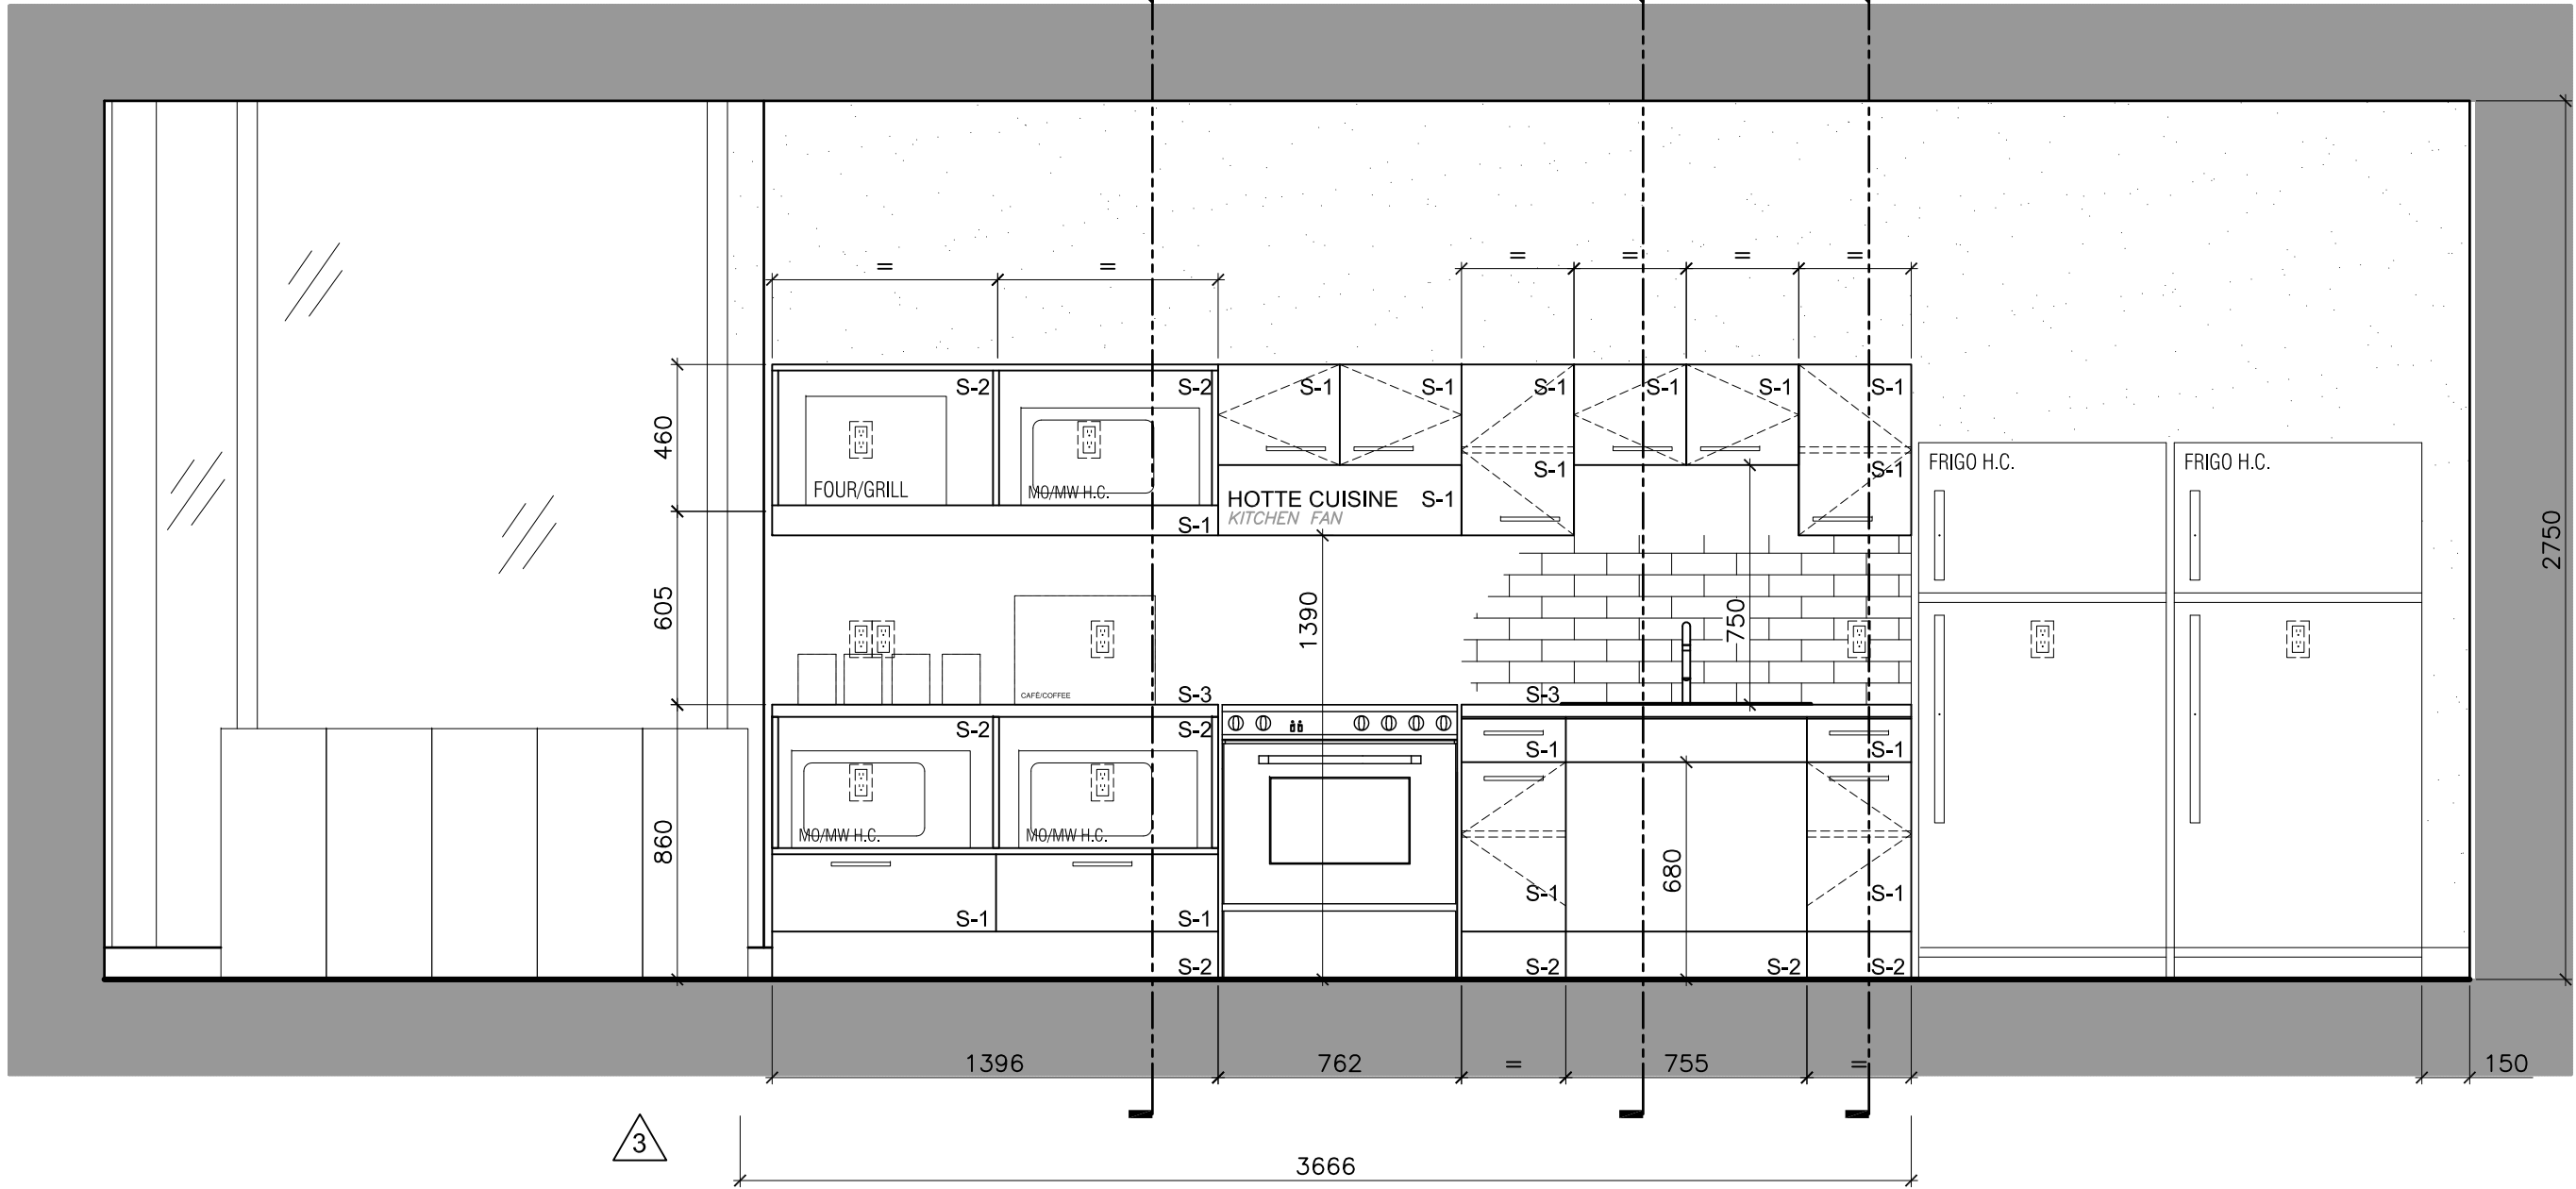 = = = = = =
S-2 S-2 S-1 S-1 S-1 S-1 S-1 S-1
460
FOUR/GRILL
MO/MW H.C.
S-1 S-1
FRIGO H.C. FRIGO H.C.
HOTTE CUISINE S-1
KITCHEN FAN
S-1
2750
605
1390
750
CAFÉ/COFFEE
S-3 S-3
S-2 S-2
S-1 S-1
MO/MW H.C. MO/MW H.C.
860
680
S-1 S-1 S-1 S-1
S-2 S-2 S-2 S-2
1396 762 = 755 = 150
3
3666